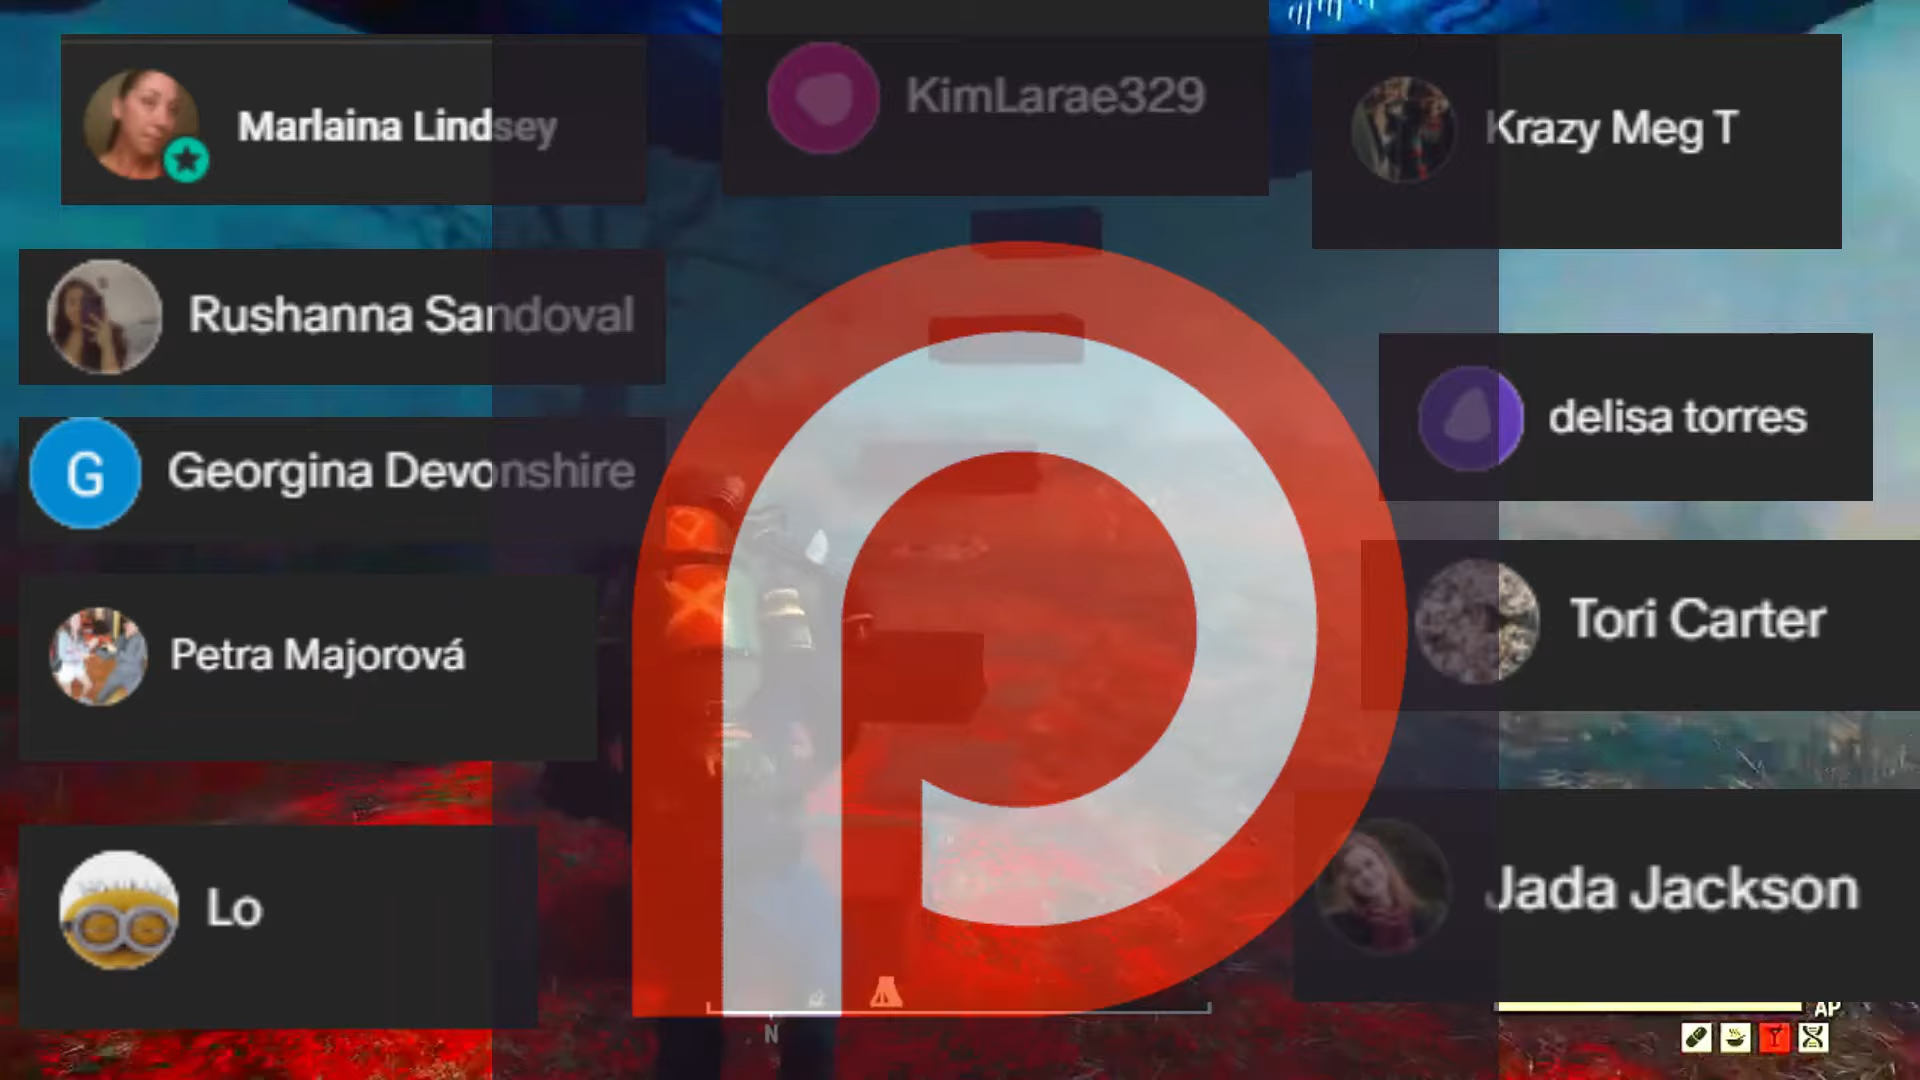 Marlaina Lindsey
KimLarae329
Krazy Meg T
Rushanna Sandoval
delisa torres
G
Georgina Devonshire
Tori Carter
Petra Majorová
Jada Jackson
Lo
AP
N